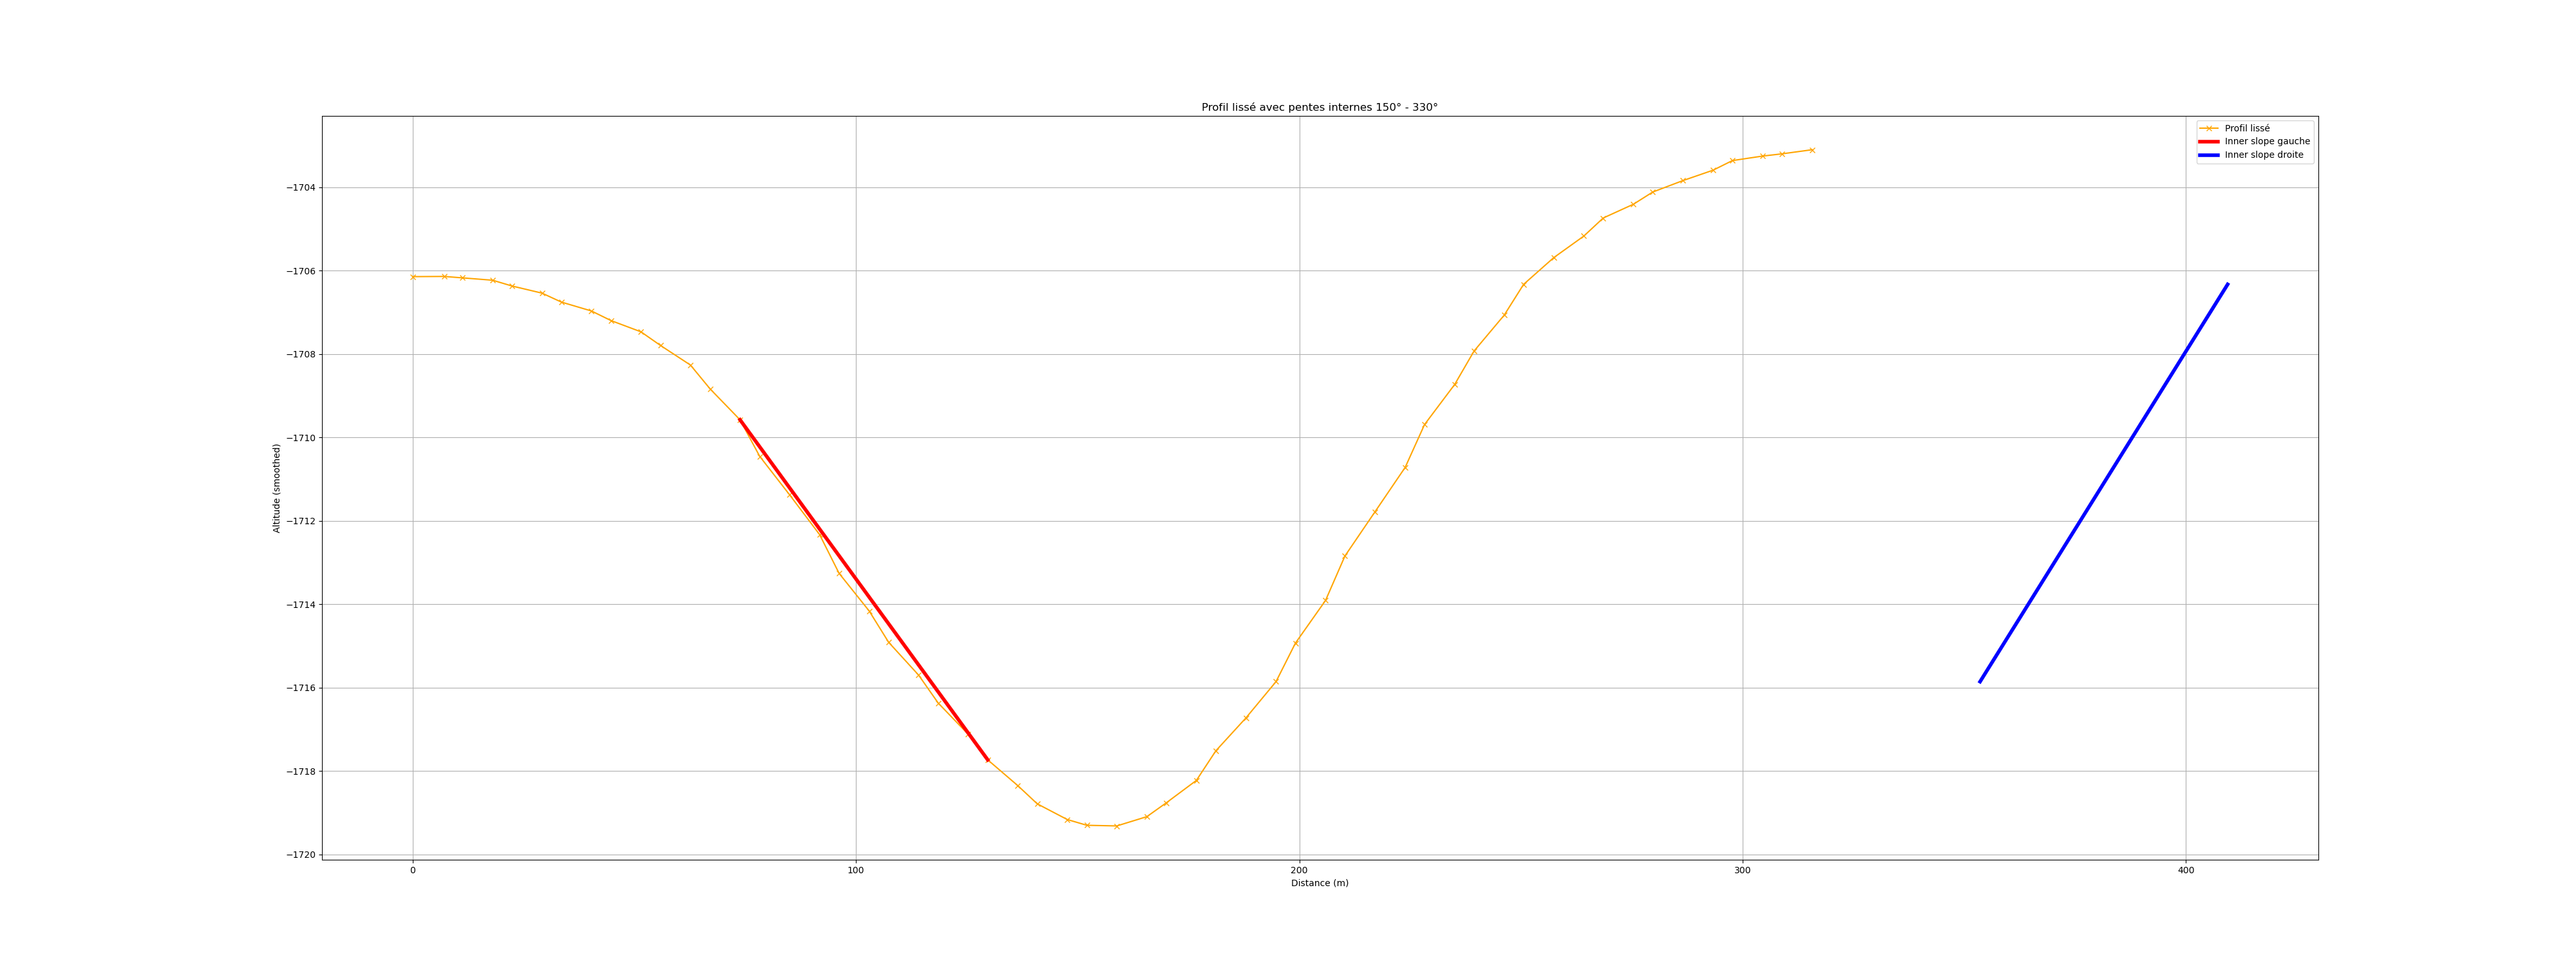 Profil lissé avec pentes internes 150° - 330°
Profil lissé
Inner slope gauche
Inner slope droite
Altitude (smoothed)
−1704
−1706
−1708
−1710
−1712
−1714
−1716
−1718
−1720
0 100 200 300 400
Distance (m)